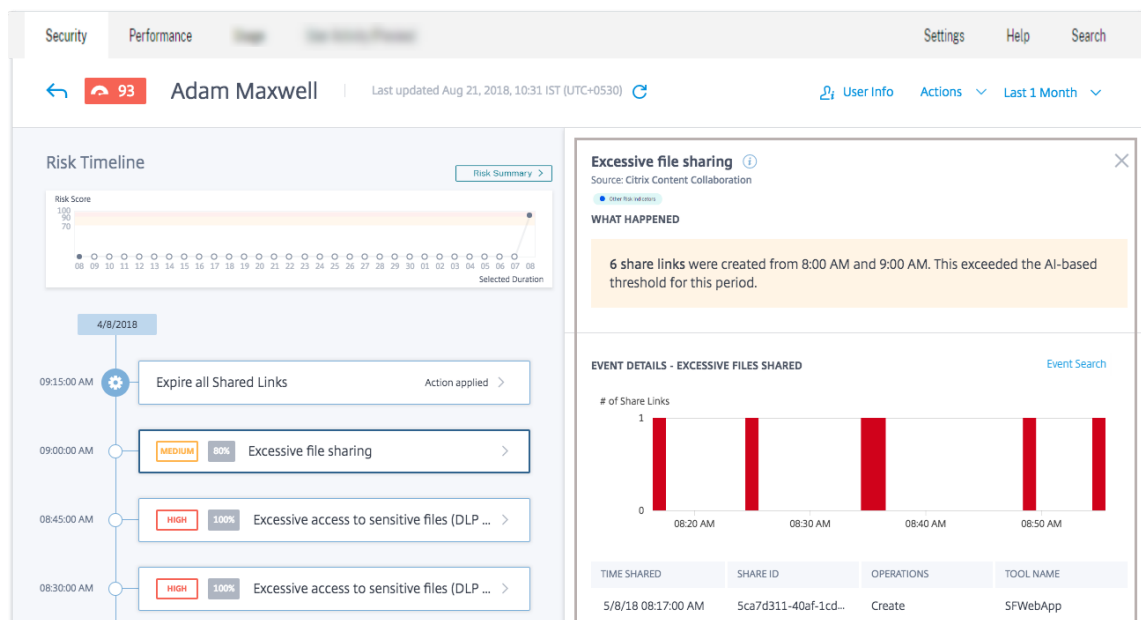 Security Performance Settings Help Search
93 Adam Maxwell Last updated Aug 21, 2018, 10:31 IST (UTC+0530) User Info Actions Last 1 Month
Risk Timeline
Risk Summary >
Risk Score
100
90
70
08 09 10 11 12 13 14 15 16 17 18 19 20 21 22 23 24 25 26 27 28 29 30 01 02 03 04 05 06 07 08
Selected Duration
4/8/2018
09:15:00 AM Expire all Shared Links Action applied
09:00:00 AM MEDIUM 80% Excessive file sharing
08:45:00 AM HIGH 100% Excessive access to sensitive files (DLP ...
08:30:00 AM HIGH 100% Excessive access to sensitive files (DLP ...
Excessive file sharing
Source: Citrix Content Collaboration
Other Risk Indicators
WHAT HAPPENED
6 share links were created from 8:00 AM and 9:00 AM. This exceeded the AI-based
threshold for this period.
EVENT DETAILS - EXCESSIVE FILES SHARED Event Search
# of Share Links
1
0
08:20 AM 08:30 AM 08:40 AM 08:50 AM
TIME SHARED SHARE ID OPERATIONS TOOL NAME
5/8/18 08:17:00 AM 5ca7d311-40af-1cd... Create SFWebApp